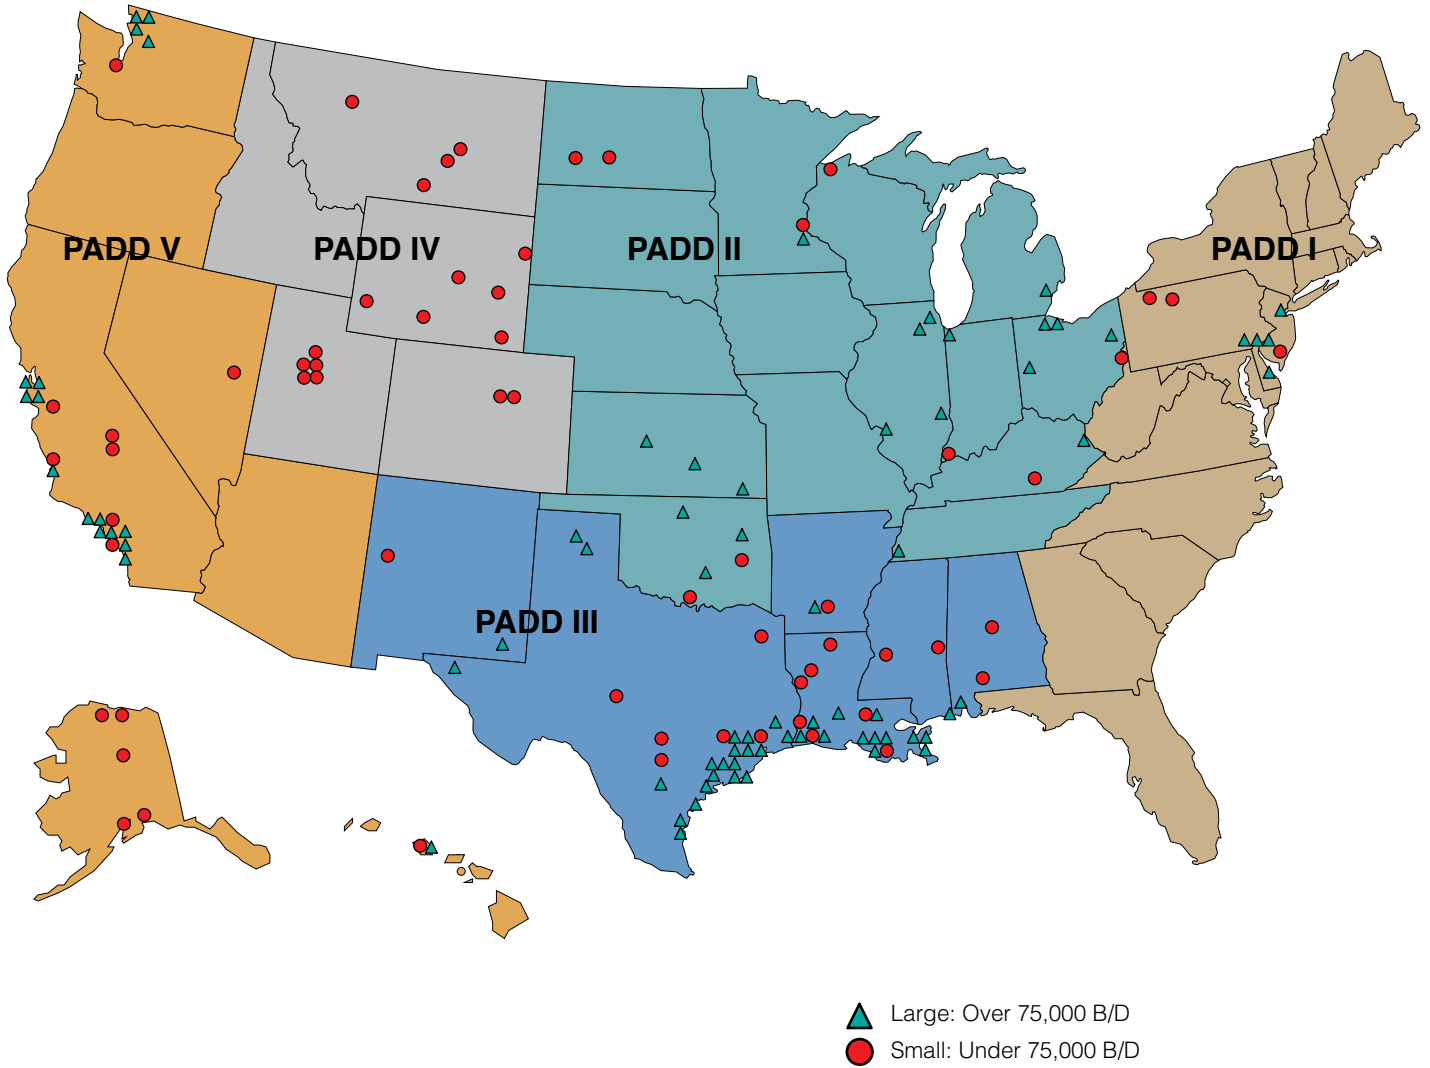 PADD V
PADD IV
PADD II
PADD I
PADD III
Large: Over 75,000 B/D
Small: Under 75,000 B/D